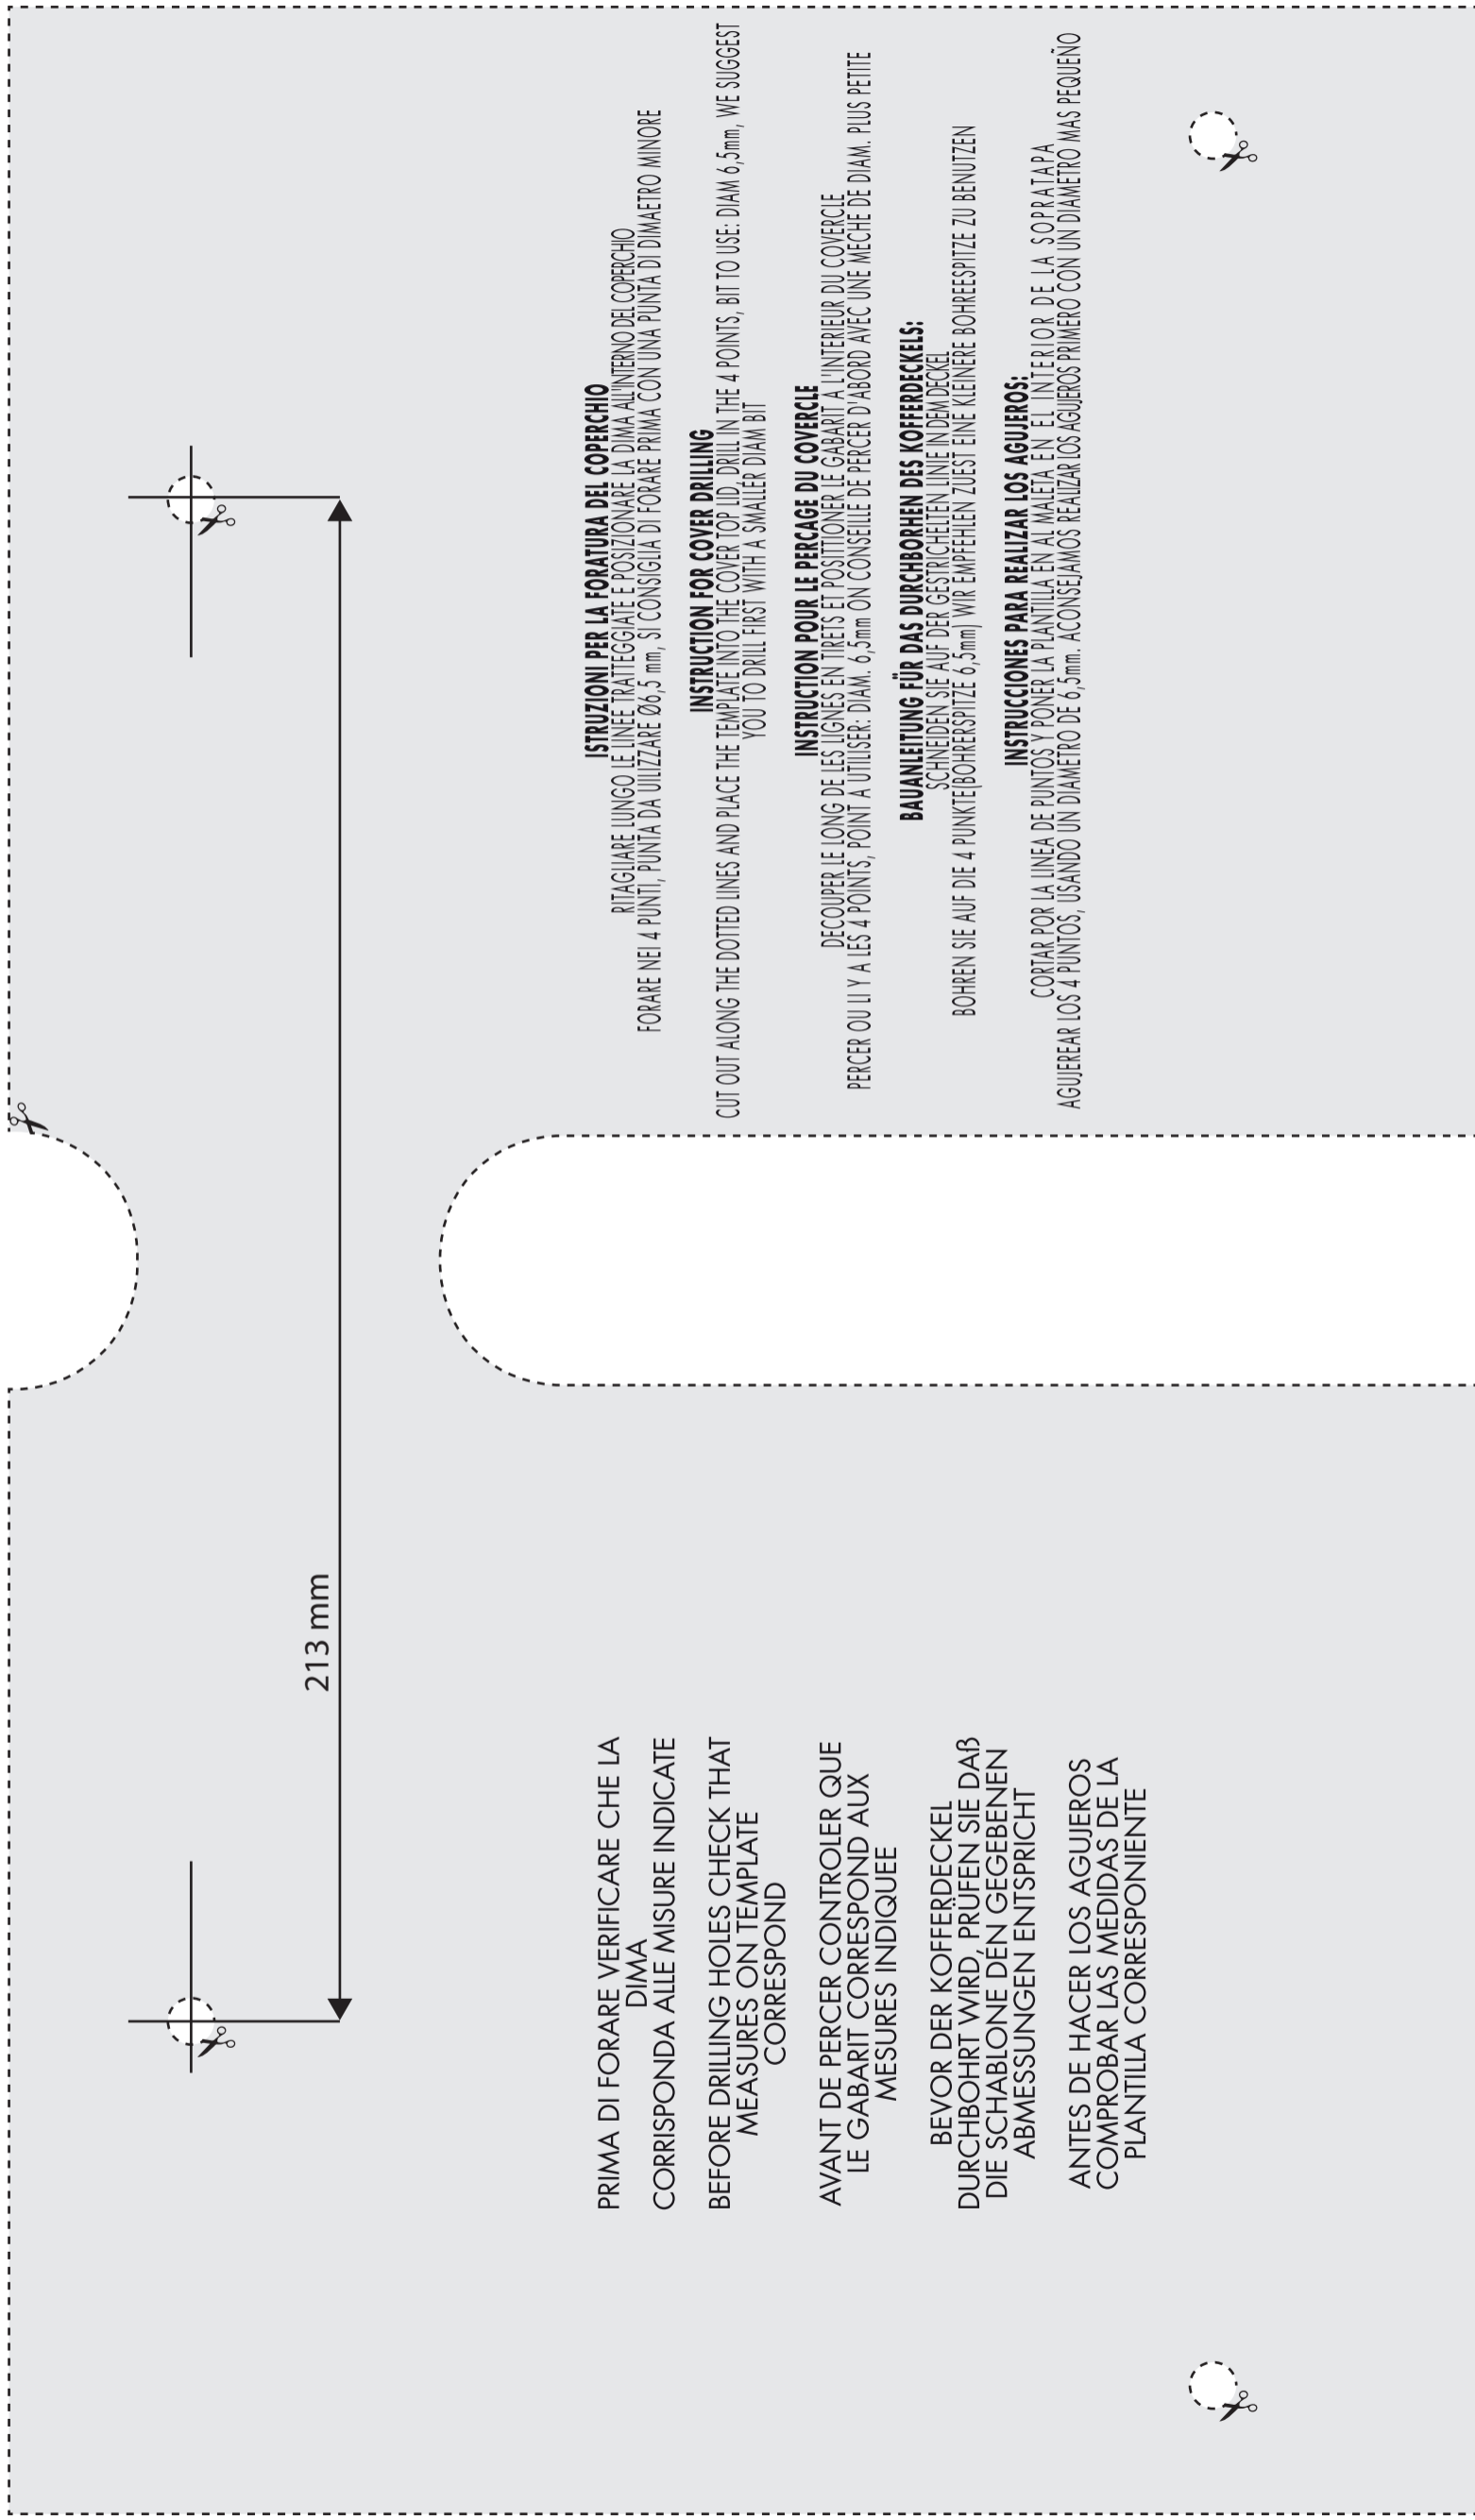 213 mm
PRIMA DI FORARE VERIFICARE CHE LA
DIMA
CORRISPONDA ALLE MISURE INDICATE
BEFORE DRILLING HOLES CHECK THAT
MEASURES ON TEMPLATE
CORRESPOND
AVANT DE PERCER CONTROLER QUE
LE GABARIT CORRESPOND AUX
MESURES INDIQUEE
BEVOR DER KOFFERDECKEL
DURCHBOHRT WIRD, PRÜFEN SIE DAß
DIE SCHABLONE DEN GEGEBENEN
ABMESSUNGEN ENTSPRICHT
ANTES DE HACER LOS AGUJEROS
COMPROBAR LAS MEDIDAS DE LA
PLANTILLA CORRESPONIENTE
ISTRUZIONI PER LA FORATURA DEL COPERCHIO
RITAGLIARE LUNGO LE LINEE TRATTEGGIATE E POSIZIONARE LA DIMA ALL'INTERNO DEL COPERCHIO
FORARE NEI 4 PUNTI, PUNTA DA UILIZZARE Ø6,5 mm, SI CONSIGLIA DI FORARE PRIMA CON UNA PUNTA DI DIMAETRO MINORE
INSTRUCTION FOR COVER DRILLING
CUT OUT ALONG THE DOTTED LINES AND PLACE THE TEMPLATE INTO THE COVER TOP LID, DRILL IN THE 4 POINTS, BIT TO USE: DIAM 6,5mm, WE SUGGEST
YOU TO DRILL FIRST WITH A SMALLER DIAM BIT
INSTRUCTION POUR LE PERCAGE DU COVERCLE
DECOUPER LE LONG DE LES LIGNES EN TIRETS ET POSITIONER LE GABARIT A L'INTERIEUR DU COVERCLE
PERCER OU LI Y A LES 4 POINTS, POINT A UTILISER: DIAM. 6,5mm ON CONSEILLE DE PERCER D'ABORD AVEC UNE MECHE DE DIAM. PLUS PETITE
BAUANLEITUNG FÜR DAS DURCHBORHEN DES KOFFERDECKELS:
SCHNEIDEN SIE AUF DER GESTRICHELTEN LINIE IN DEM DECKEL
BOHREN SIE AUF DIE 4 PUNKTE(BOHRERSPITZE 6,5mm) WIR EMPFEHLEN ZUEST EINE KLEINERE BOHREESPITZE ZU BENUTZEN
INSTRUCCIONES PARA REALIZAR LOS AGUJEROS:
CORTAR POR LA LINEA DE PUNTOS Y PONER LA PLANTILLA EN AL MALETA EN EL INTERIOR DE LA SOPRATAPA
AGUJEREAR LOS 4 PUNTOS, USANDO UN DIAMETRO DE 6,5mm. ACONSEJAMOS REALIZAR LOS AGUJEROS PRIMERO CON UN DIAMETRO MAS PEQUEÑO